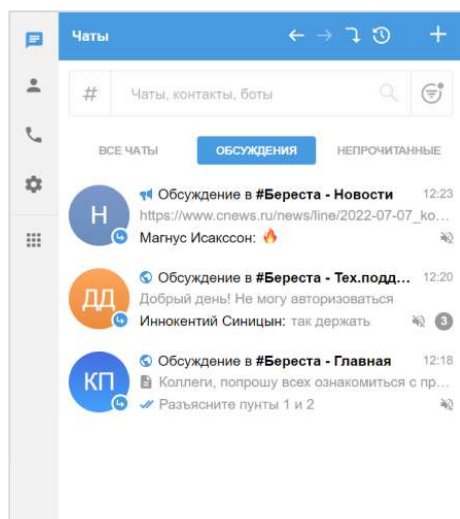 Чаты
Чаты, контакты, боты
ВСЕ ЧАТЫ ОБСУЖДЕНИЯ НЕПРОЧИТАННЫЕ
Н
Обсуждение в #Береста - Новости 12:23
https://www.cnews.ru/news/line/2022-07-07_ko...
Магнус Исакссон: 🔥
ДД
Обсуждение в #Береста - Тех.подд... 12:20
Добрый день! Не могу авторизоваться
Иннокентий Синицын: так держать 3
КП
Обсуждение в #Береста - Главная 12:18
Коллеги, попрошу всех ознакомиться с пр...
Разъясните пунты 1 и 2